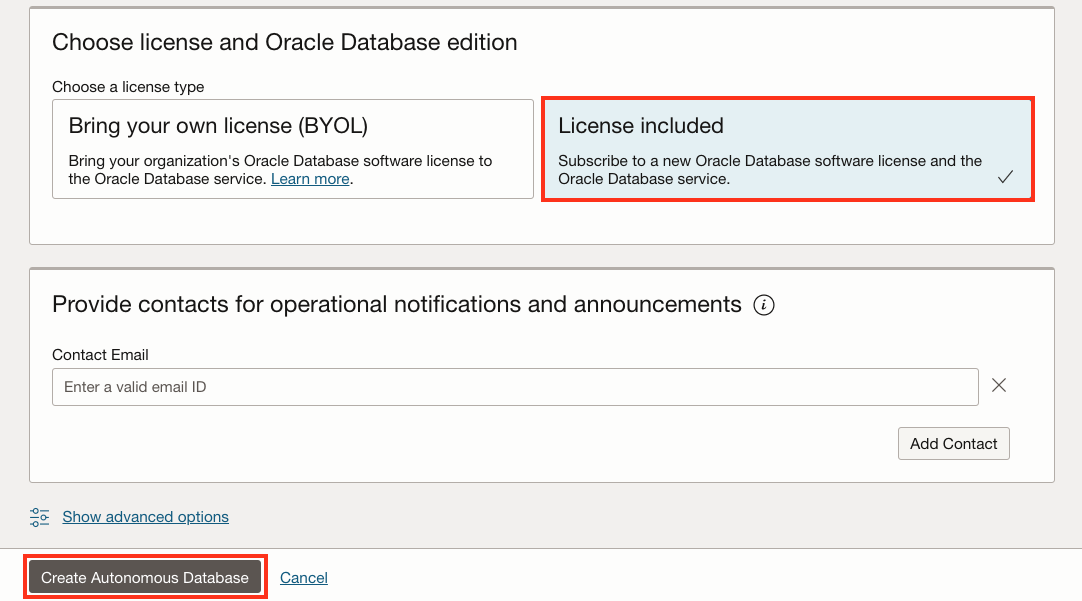 Choose license and Oracle Database edition
Choose a license type
Bring your own license (BYOL)
Bring your organization's Oracle Database software license to
the Oracle Database service. Learn more.
License included
Subscribe to a new Oracle Database software license and the
Oracle Database service.
Provide contacts for operational notifications and announcements
Contact Email
Enter a valid email ID
Add Contact
Show advanced options
Create Autonomous Database
Cancel